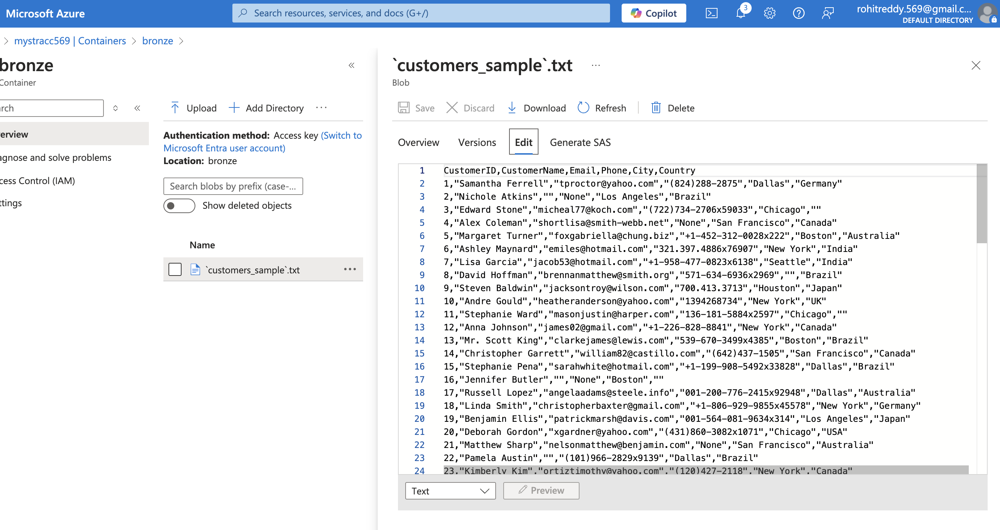 Microsoft Azure
Search resources, services, and docs (G+/)
Copilot
3
rohitreddy.569@gmail.c...
DEFAULT DIRECTORY
mystracc569 | Containers > bronze >
bronze
Container
rch
erview
agnose and solve problems
cess Control (IAM)
ttings
Upload
Add Directory
Authentication method: Access key (Switch to
Microsoft Entra user account)
Location: bronze
Search blobs by prefix (case-...
Show deleted objects
Name
`customers_sample`.txt
`customers_sample`.txt
Blob
Save
Discard
Download
Refresh
Delete
Overview
Versions
Edit
Generate SAS
1 CustomerID,CustomerName,Email,Phone,City,Country
2 1,"Samantha Ferrell","tproctor@yahoo.com","(824)288-2875","Dallas","Germany"
3 2,"Nichole Atkins","","None","Los Angeles","Brazil"
4 3,"Edward Stone","micheal77@koch.com","(722)734-2706x59033","Chicago",""
5 4,"Alex Coleman","shortlisa@smith-webb.net","None","San Francisco","Canada"
6 5,"Margaret Turner","foxgabriella@chung.biz","+1-452-312-0028x222","Boston","Australia"
7 6,"Ashley Maynard","emiles@hotmail.com","321.397.4886x76907","New York","India"
8 7,"Lisa Garcia","jacob53@hotmail.com","+1-958-477-0823x6138","Seattle","India"
9 8,"David Hoffman","brennanmatthew@smith.org","571-634-6936x2969","","Brazil"
10 9,"Steven Baldwin","jacksontroy@wilson.com","700.413.3713","Houston","Japan"
11 10,"Andre Gould","heatheranderson@yahoo.com","1394268734","New York","UK"
12 11,"Stephanie Ward","masonjustin@harper.com","136-181-5884x2597","Chicago",""
13 12,"Anna Johnson","james02@gmail.com","+1-226-828-8841","New York","Canada"
14 13,"Mr. Scott King","clarkejames@lewis.com","539-670-3499x4385","Boston","Brazil"
15 14,"Christopher Garrett","william82@castillo.com","(642)437-1505","San Francisco","Canada"
16 15,"Stephanie Pena","sarahwhite@hotmail.com","+1-199-908-5492x33828","Dallas","Brazil"
17 16,"Jennifer Butler","","None","Boston",""
18 17,"Russell Lopez","angelaadams@steele.info","001-200-776-2415x92948","Dallas","Australia"
19 18,"Linda Smith","christopherbaxter@gmail.com","+1-806-929-9855x45578","New York","Germany"
20 19,"Benjamin Ellis","patrickmarsh@davis.com","001-564-081-9634x314","Los Angeles","Japan"
21 20,"Deborah Gordon","xgardner@yahoo.com","(431)860-3082x1071","Chicago","USA"
22 21,"Matthew Sharp","nelsonmatthew@benjamin.com","None","San Francisco","Australia"
23 22,"Pamela Austin","","(101)966-2829x9139","Dallas","Brazil"
24 23,"Kimberly Kim","ortiztimothy@yahoo.com","(120)427-2118","New York","Canada"
Text
Preview